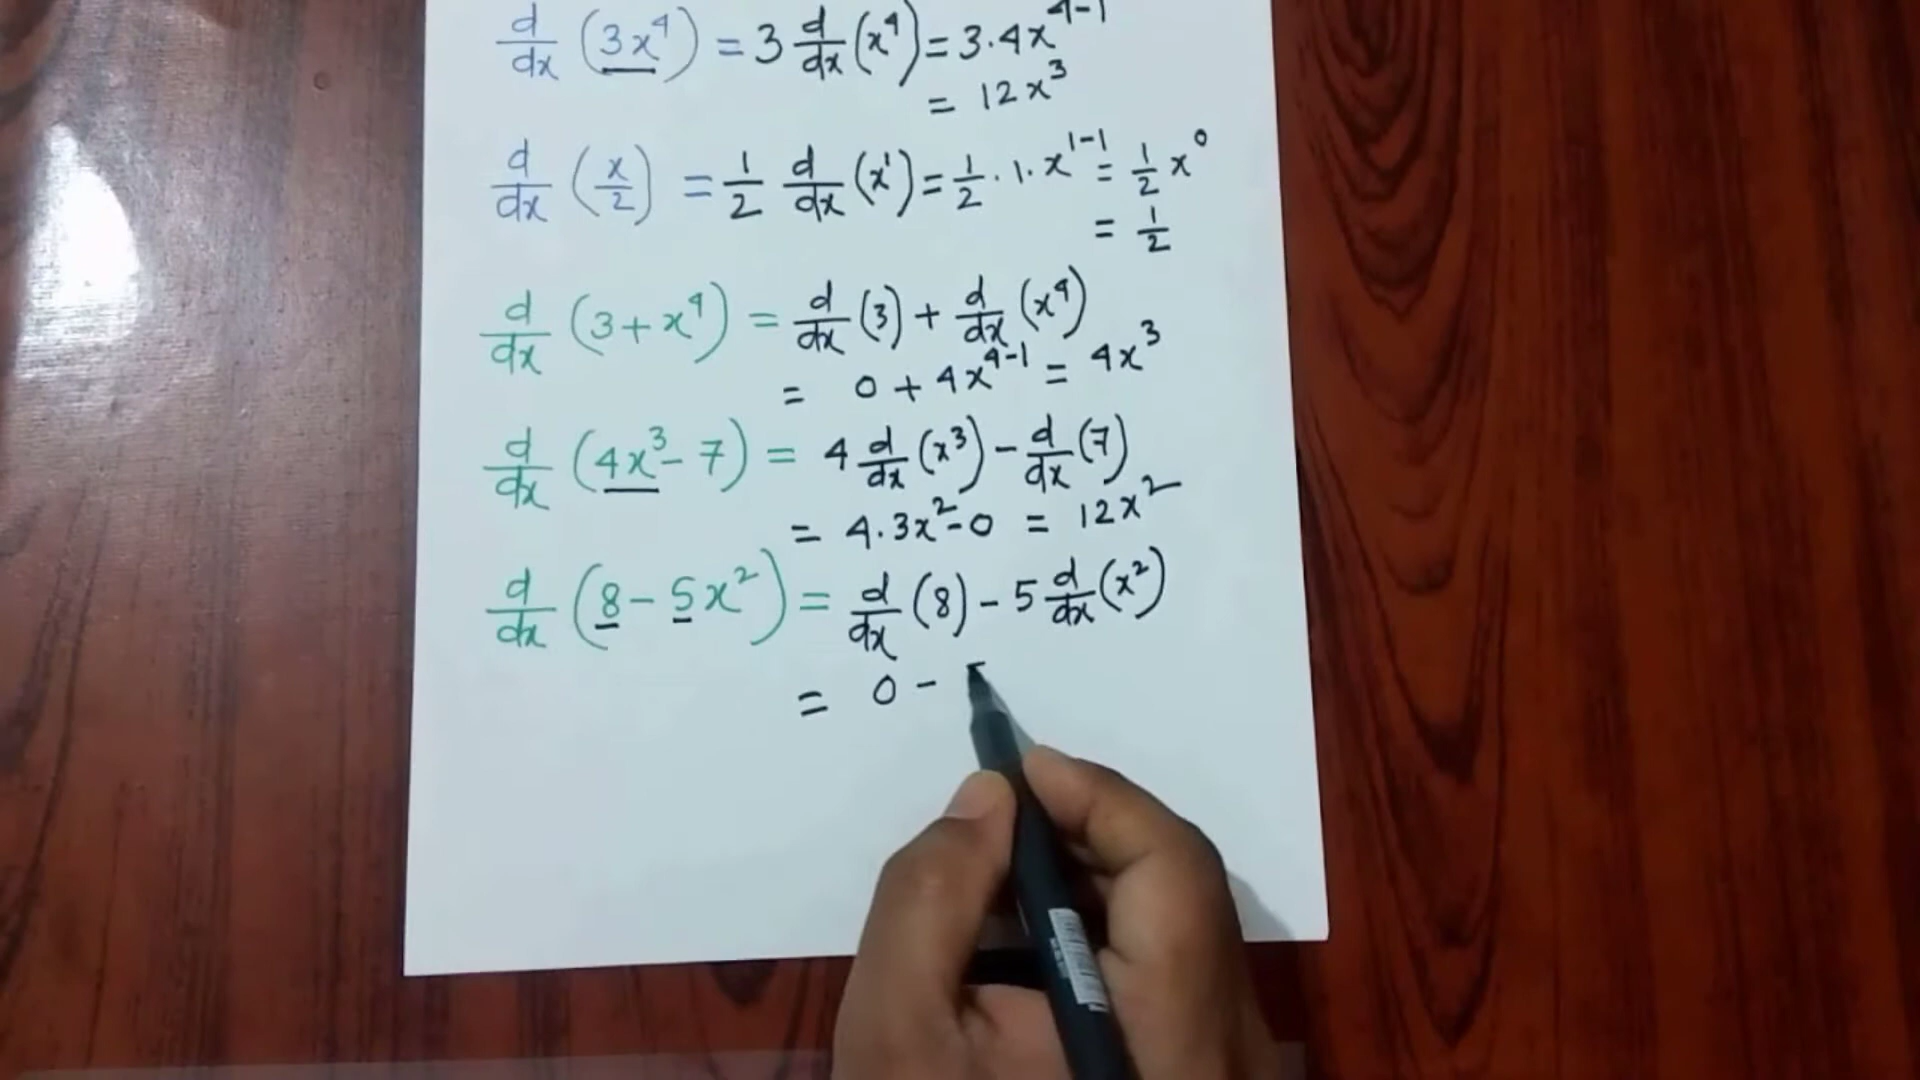 d/dx (3x⁴) = 3 d/dx (x⁴) = 3·4x⁴⁻¹
= 12x³
d/dx (x/2) = 1/2 d/dx (x¹) = 1/2 · 1 · x¹⁻¹ = 1/2 x⁰
= 1/2
d/dx (3+x⁴) = d/dx (3) + d/dx (x⁴)
= 0 + 4x⁴⁻¹ = 4x³
d/dx (4x³-7) = 4 d/dx (x³) - d/dx (7)
= 4·3x²-0 = 12x²
d/dx (8-5x²) = d/dx (8) - 5 d/dx (x²)
= 0 -